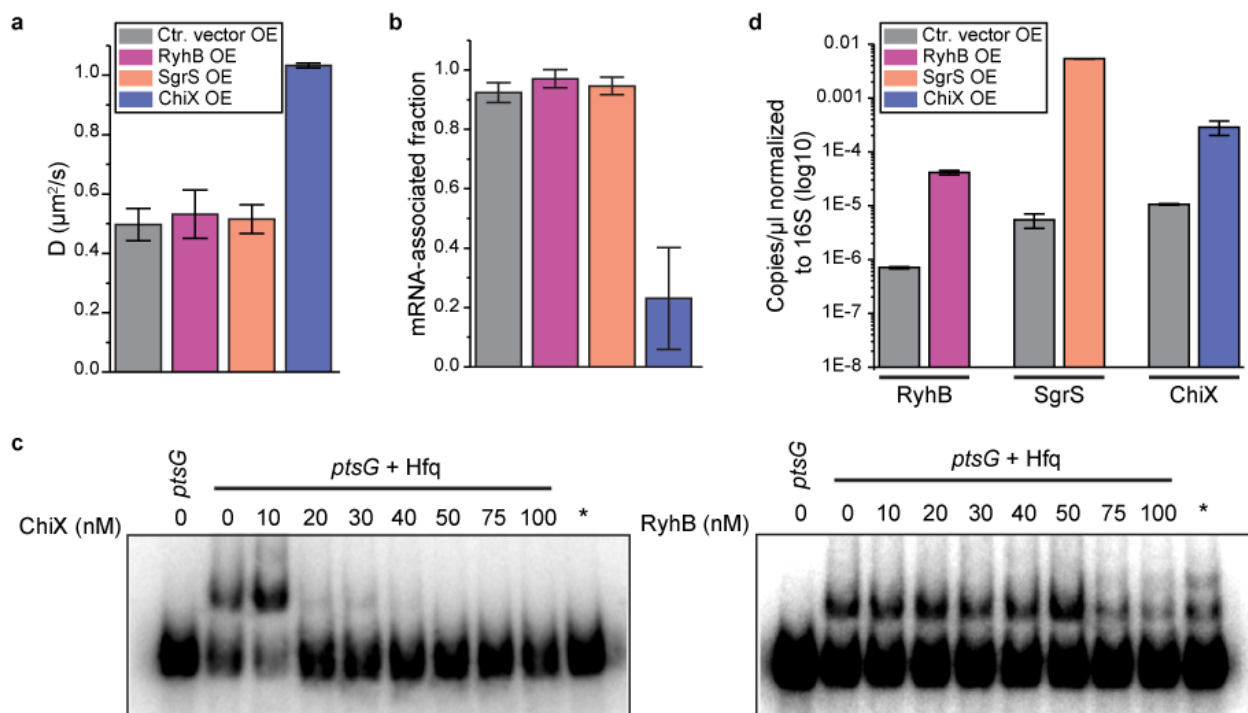 a
Ctr. vector OE
RyhB OE
SgrS OE
ChiX OE
D (µm²/s)
1.0
0.8
0.6
0.4
0.2
0.0
b
mRNA-associated fraction
1.0
0.8
0.6
0.4
0.2
0.0
d
Ctr. vector OE
RyhB OE
SgrS OE
ChiX OE
Copies/µl normalized
to 16S (log10)
0.01
0.001
1E-4
1E-5
1E-6
1E-7
1E-8
RyhB SgrS ChiX
c
ptsG
ptsG + Hfq
ChiX (nM) 0 0 10 20 30 40 50 75 100 *
ptsG
ptsG + Hfq
RyhB (nM) 0 0 10 20 30 40 50 75 100 *